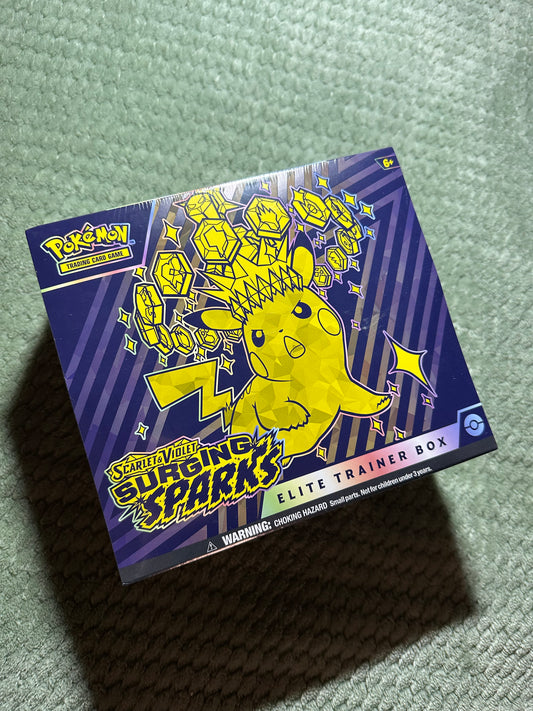 6+
POKÉMON
TRADING CARD GAME
SCARLET & VIOLET
SURGING
SPARKS
ELITE TRAINER BOX
WARNING: CHOKING HAZARD Small parts. Not for children under 3 years.